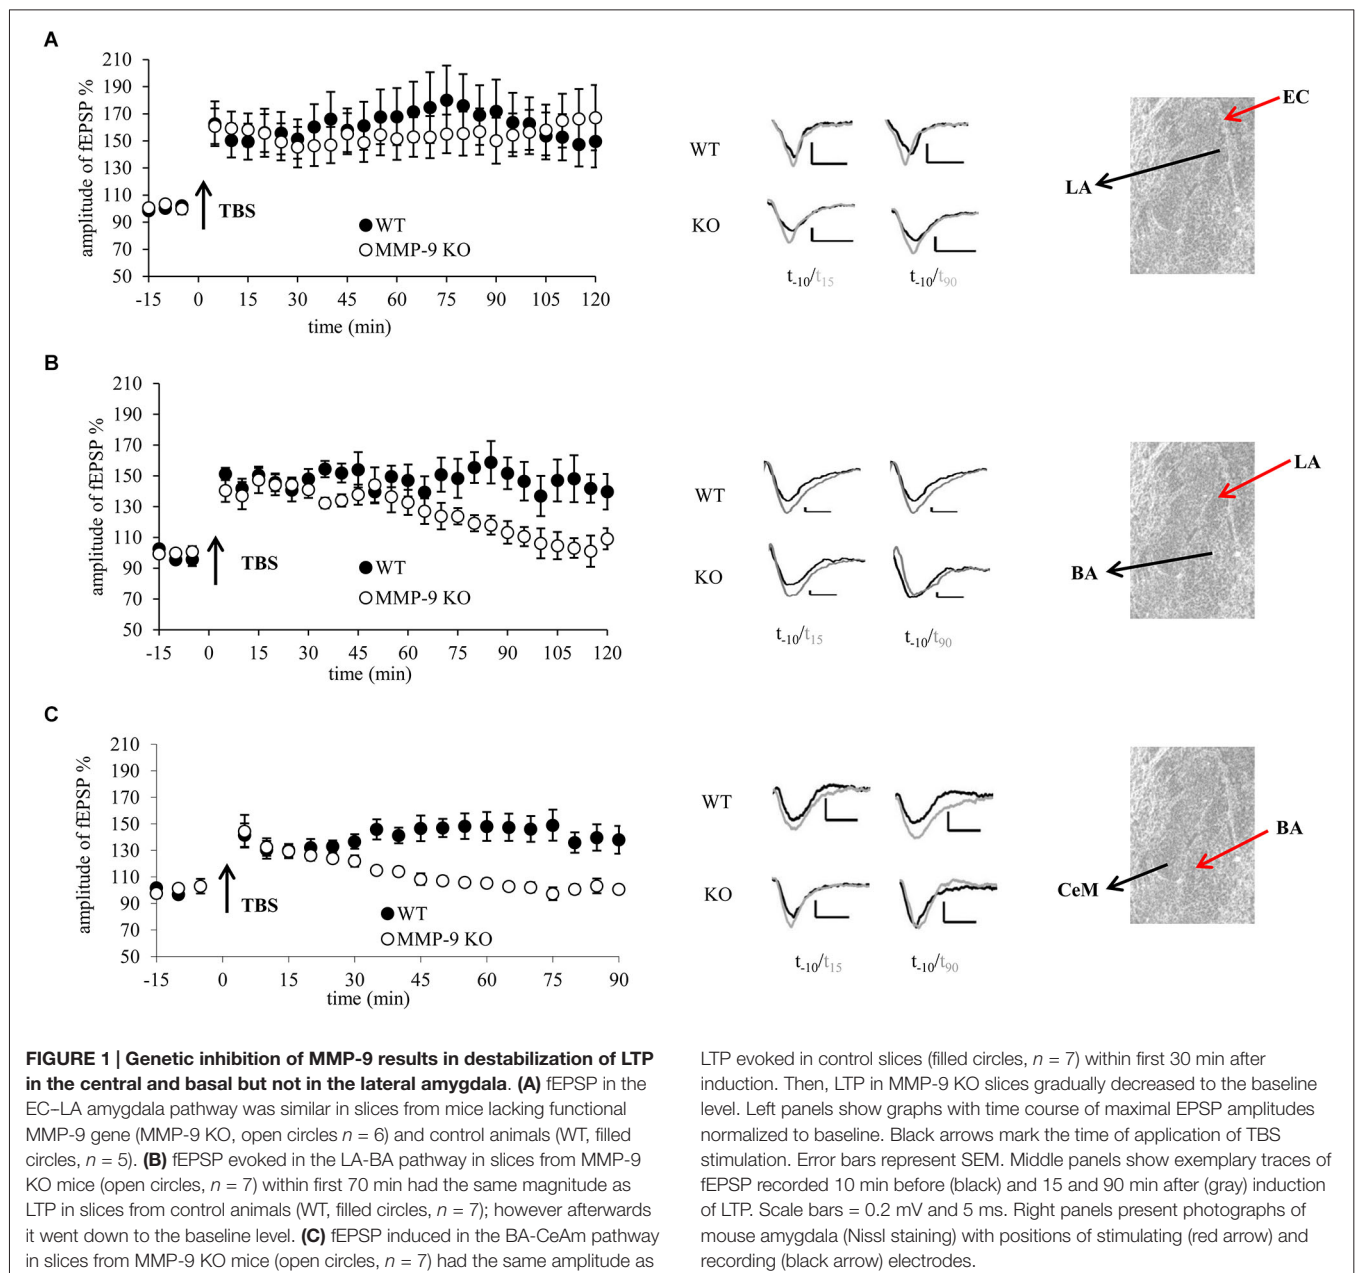 A
210
190
170
150
130
110
90
70
50
amplitude of fEPSP %
TBS
WT
MMP-9 KO
-15 0 15 30 45 60 75 90 105 120
time (min)
WT
KO
t-10/t15 t-10/t90
EC
LA
B
210
190
170
150
130
110
90
70
50
amplitude of fEPSP %
TBS
WT
MMP-9 KO
-15 0 15 30 45 60 75 90 105 120
time (min)
WT
KO
t-10/t15 t-10/t90
LA
BA
C
210
190
170
150
130
110
90
70
50
amplitude of fEPSP %
TBS
WT
MMP-9 KO
-15 0 15 30 45 60 75 90
time (min)
WT
KO
t-10/t15 t-10/t90
BA
CeM
FIGURE 1 | Genetic inhibition of MMP-9 results in destabilization of LTP
in the central and basal but not in the lateral amygdala. (A) fEPSP in the
EC–LA amygdala pathway was similar in slices from mice lacking functional
MMP-9 gene (MMP-9 KO, open circles n = 6) and control animals (WT, filled
circles, n = 5). (B) fEPSP evoked in the LA-BA pathway in slices from MMP-9
KO mice (open circles, n = 7) within first 70 min had the same magnitude as
LTP in slices from control animals (WT, filled circles, n = 7); however afterwards
it went down to the baseline level. (C) fEPSP induced in the BA-CeAm pathway
in slices from MMP-9 KO mice (open circles, n = 7) had the same amplitude as
LTP evoked in control slices (filled circles, n = 7) within first 30 min after
induction. Then, LTP in MMP-9 KO slices gradually decreased to the baseline
level. Left panels show graphs with time course of maximal EPSP amplitudes
normalized to baseline. Black arrows mark the time of application of TBS
stimulation. Error bars represent SEM. Middle panels show exemplary traces of
fEPSP recorded 10 min before (black) and 15 and 90 min after (gray) induction
of LTP. Scale bars = 0.2 mV and 5 ms. Right panels present photographs of
mouse amygdala (Nissl staining) with positions of stimulating (red arrow) and
recording (black arrow) electrodes.